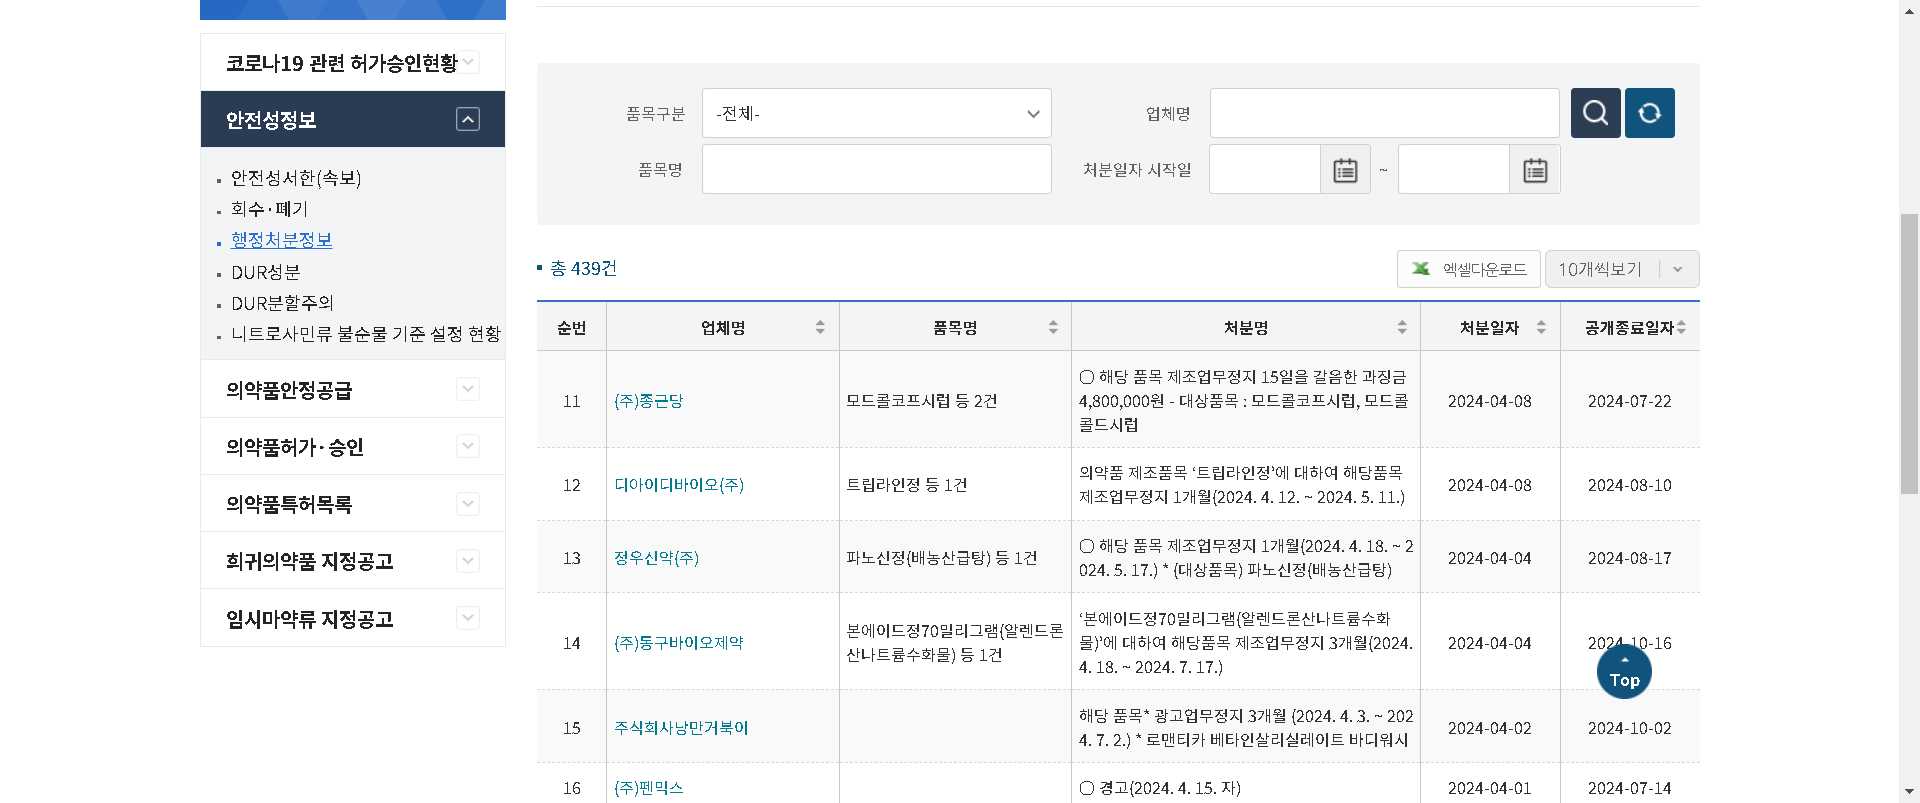 코로나19 관련 허가승인현황
안전성정보
안전성서한(속보)
회수·폐기
행정처분정보
DUR성분
DUR분할주의
니트로사민류 불순물 기준 설정 현황
의약품안정공급
의약품허가·승인
의약품특허목록
희귀의약품 지정공고
임시마약류 지정공고
품목구분 -전체- 업체명
품목명 처분일자 시작일 ~
총 439건 엑셀다운로드 10개씩보기
순번 업체명 품목명 처분명 처분일자 공개종료일자
11 (주)종근당 모드콜코프시럽 등 2건 ○ 해당 품목 제조업무정지 15일을 갈음한 과징금 2024-04-08 2024-07-22
4,800,000원 - 대상품목 : 모드콜코프시럽, 모드콜
콜드시럽
12 디아이디바이오(주) 트립라인정 등 1건 의약품 제조품목 ‘트립라인정’에 대하여 해당품목 2024-04-08 2024-08-10
제조업무정지 1개월(2024. 4. 12. ~ 2024. 5. 11.)
13 정우신약(주) 파노신정(배농산급탕) 등 1건 ○ 해당 품목 제조업무정지 1개월(2024. 4. 18. ~ 2 2024-04-04 2024-08-17
024. 5. 17.) * (대상품목) 파노신정(배농산급탕)
14 (주)동구바이오제약 본에이드정70밀리그램(알렌드론 ‘본에이드정70밀리그램(알렌드론산나트륨수화 2024-04-04 2024-10-16
산나트륨수화물) 등 1건 물)’에 대하여 해당품목 제조업무정지 3개월(2024.
4. 18. ~ 2024. 7. 17.)
Top
15 주식회사낭만거북이 해당 품목* 광고업무정지 3개월 (2024. 4. 3. ~ 202 2024-04-02 2024-10-02
4. 7. 2.) * 로맨티카 베타인살리실레이트 바디워시
16 (주)펜믹스 ○ 경고(2024. 4. 15. 자) 2024-04-01 2024-07-14